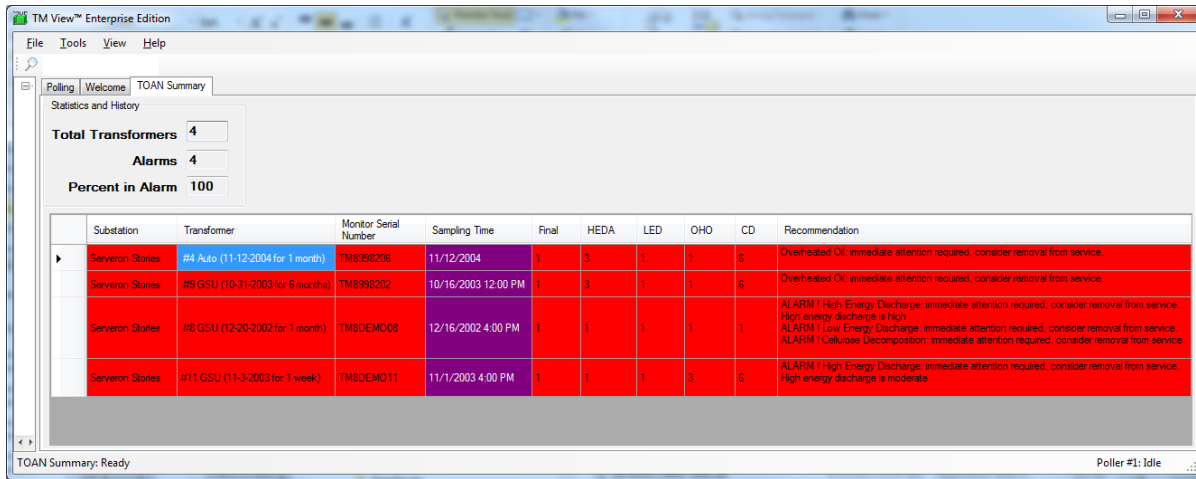 TM View™ Enterprise Edition
File Tools View Help
Polling Welcome TOAN Summary
Statistics and History
Total Transformers 4
Alarms 4
Percent in Alarm 100
Substation Transformer Monitor Serial Number Sampling Time Final HEDA LED OHO CD Recommendation
Serveron Stories #4 Auto (11-12-2004 for 1 month) TM8998206 11/12/2004 1 3 1 1 6 Overheated Oil: immediate attention required, consider removal from service.
Serveron Stories #9 GSU (10-31-2003 for 6 months) TM8998202 10/16/2003 12:00 PM 1 3 1 1 6 Overheated Oil: immediate attention required, consider removal from service.
Serveron Stories #8 GSU (12-20-2002 for 1 month) TM8DEMO08 12/16/2002 4:00 PM 1 1 1 1 1 ALARM ! High Energy Discharge: immediate attention required, consider removal from service.
High energy discharge is high
ALARM ! Low Energy Discharge: immediate attention required, consider removal from service.
ALARM ! Cellulose Decomposition: immediate attention required, consider removal from service.
Serveron Stories #11 GSU (11-3-2003 for 1 week) TM8DEMO11 11/1/2003 4:00 PM 1 1 1 3 6 ALARM ! High Energy Discharge: immediate attention required, consider removal from service.
High energy discharge is moderate
TOAN Summary: Ready Poller #1: Idle